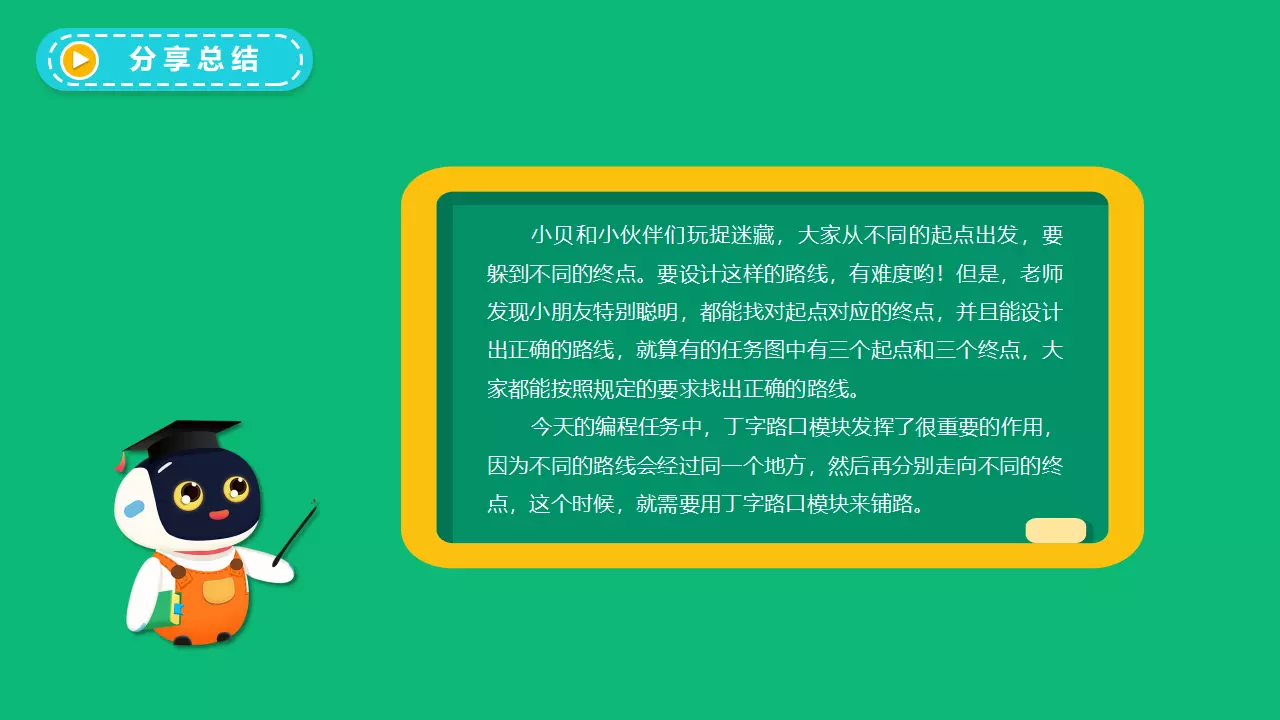 分享总结
小贝和小伙伴们玩捉迷藏，大家从不同的起点出发，要
躲到不同的终点。要设计这样的路线，有难度哟！但是，老师
发现小朋友特别聪明，都能找对起点对应的终点，并且能设计
出正确的路线，就算有的任务图中有三个起点和三个终点，大
家都能按照规定的要求找出正确的路线。
今天的编程任务中，丁字路口模块发挥了很重要的作用，
因为不同的路线会经过同一个地方，然后再分别走向不同的终
点，这个时候，就需要用丁字路口模块来铺路。